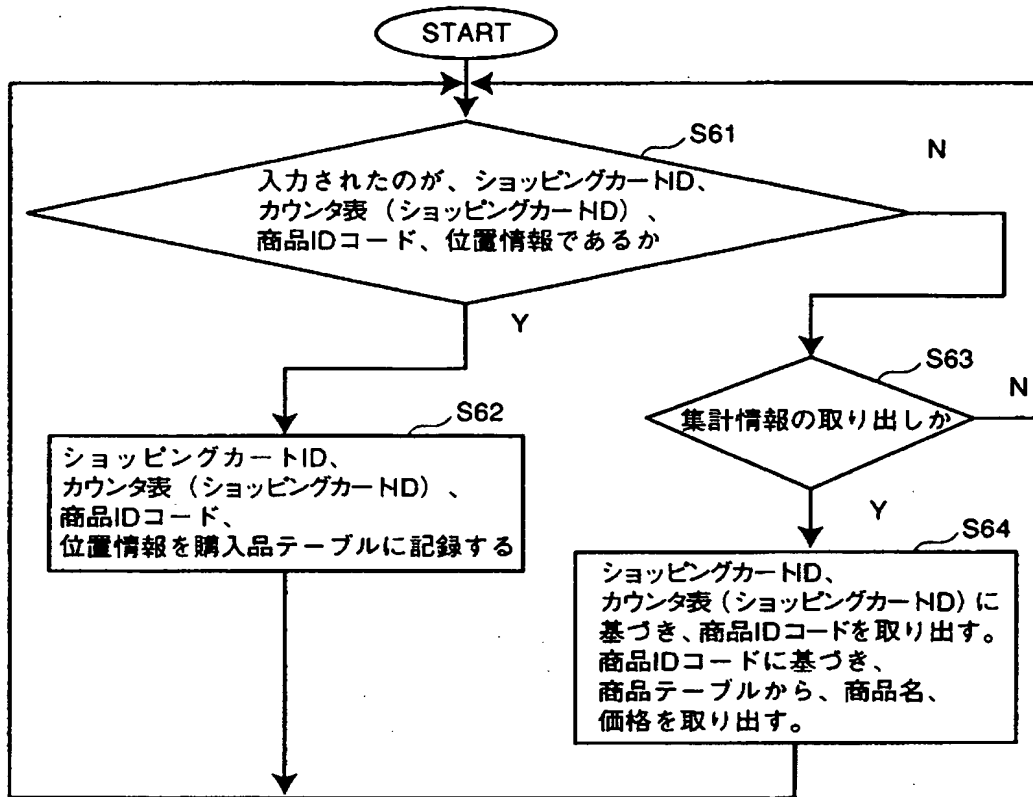 START
S61
N
入力されたのが、ショッピングカートID、
カウンタ表（ショッピングカートID）、
商品IDコード、位置情報であるか
Y
S62
ショッピングカートID、
カウンタ表（ショッピングカートID）、
商品IDコード、
位置情報を購入品テーブルに記録する
S63
N
集計情報の取り出しか
Y
S64
ショッピングカートID、
カウンタ表（ショッピングカートID）に
基づき、商品IDコードを取り出す。
商品IDコードに基づき、
商品テーブルから、商品名、
価格を取り出す。